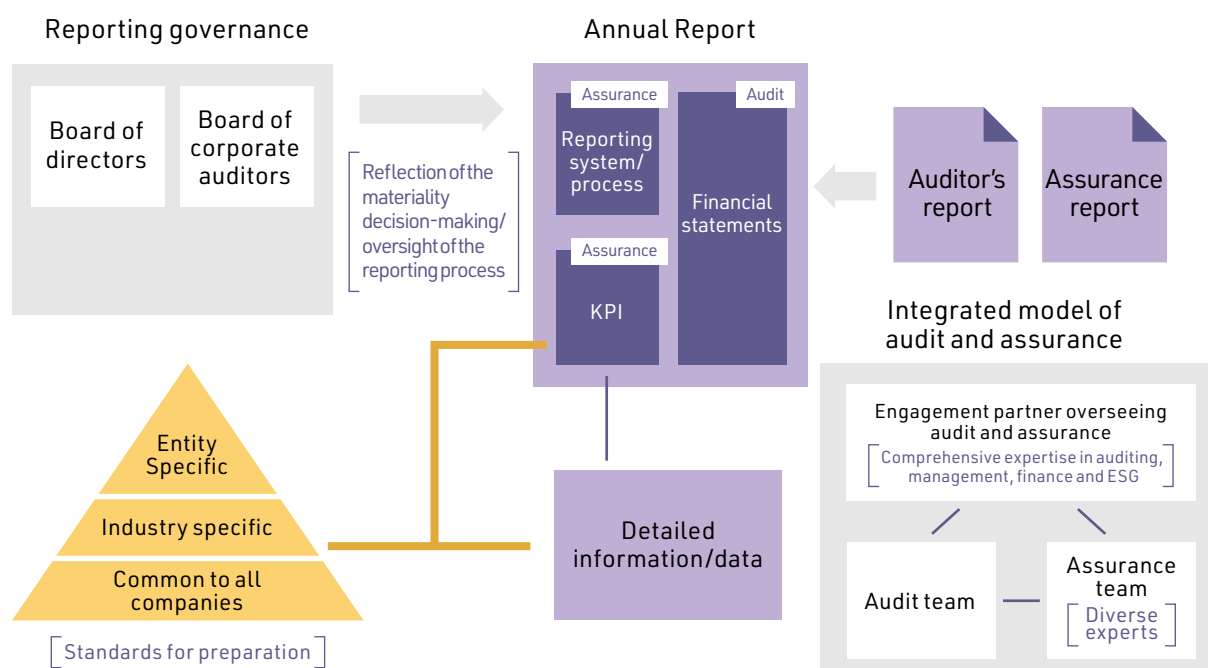 Reporting governance
Board of
directors
Board of
corporate
auditors
Reflection of the
materiality
decision-making/
oversight of the
reporting process
Annual Report
Assurance
Reporting
system/
process
Assurance
KPI
Audit
Financial
statements
Auditor's
report
Assurance
report
Entity
Specific
Industry specific
Common to all
companies
Standards for preparation
Detailed
information/data
Integrated model of
audit and assurance
Engagement partner overseeing
audit and assurance
Comprehensive expertise in auditing,
management, finance and ESG
Audit team
Assurance
team
Diverse
experts